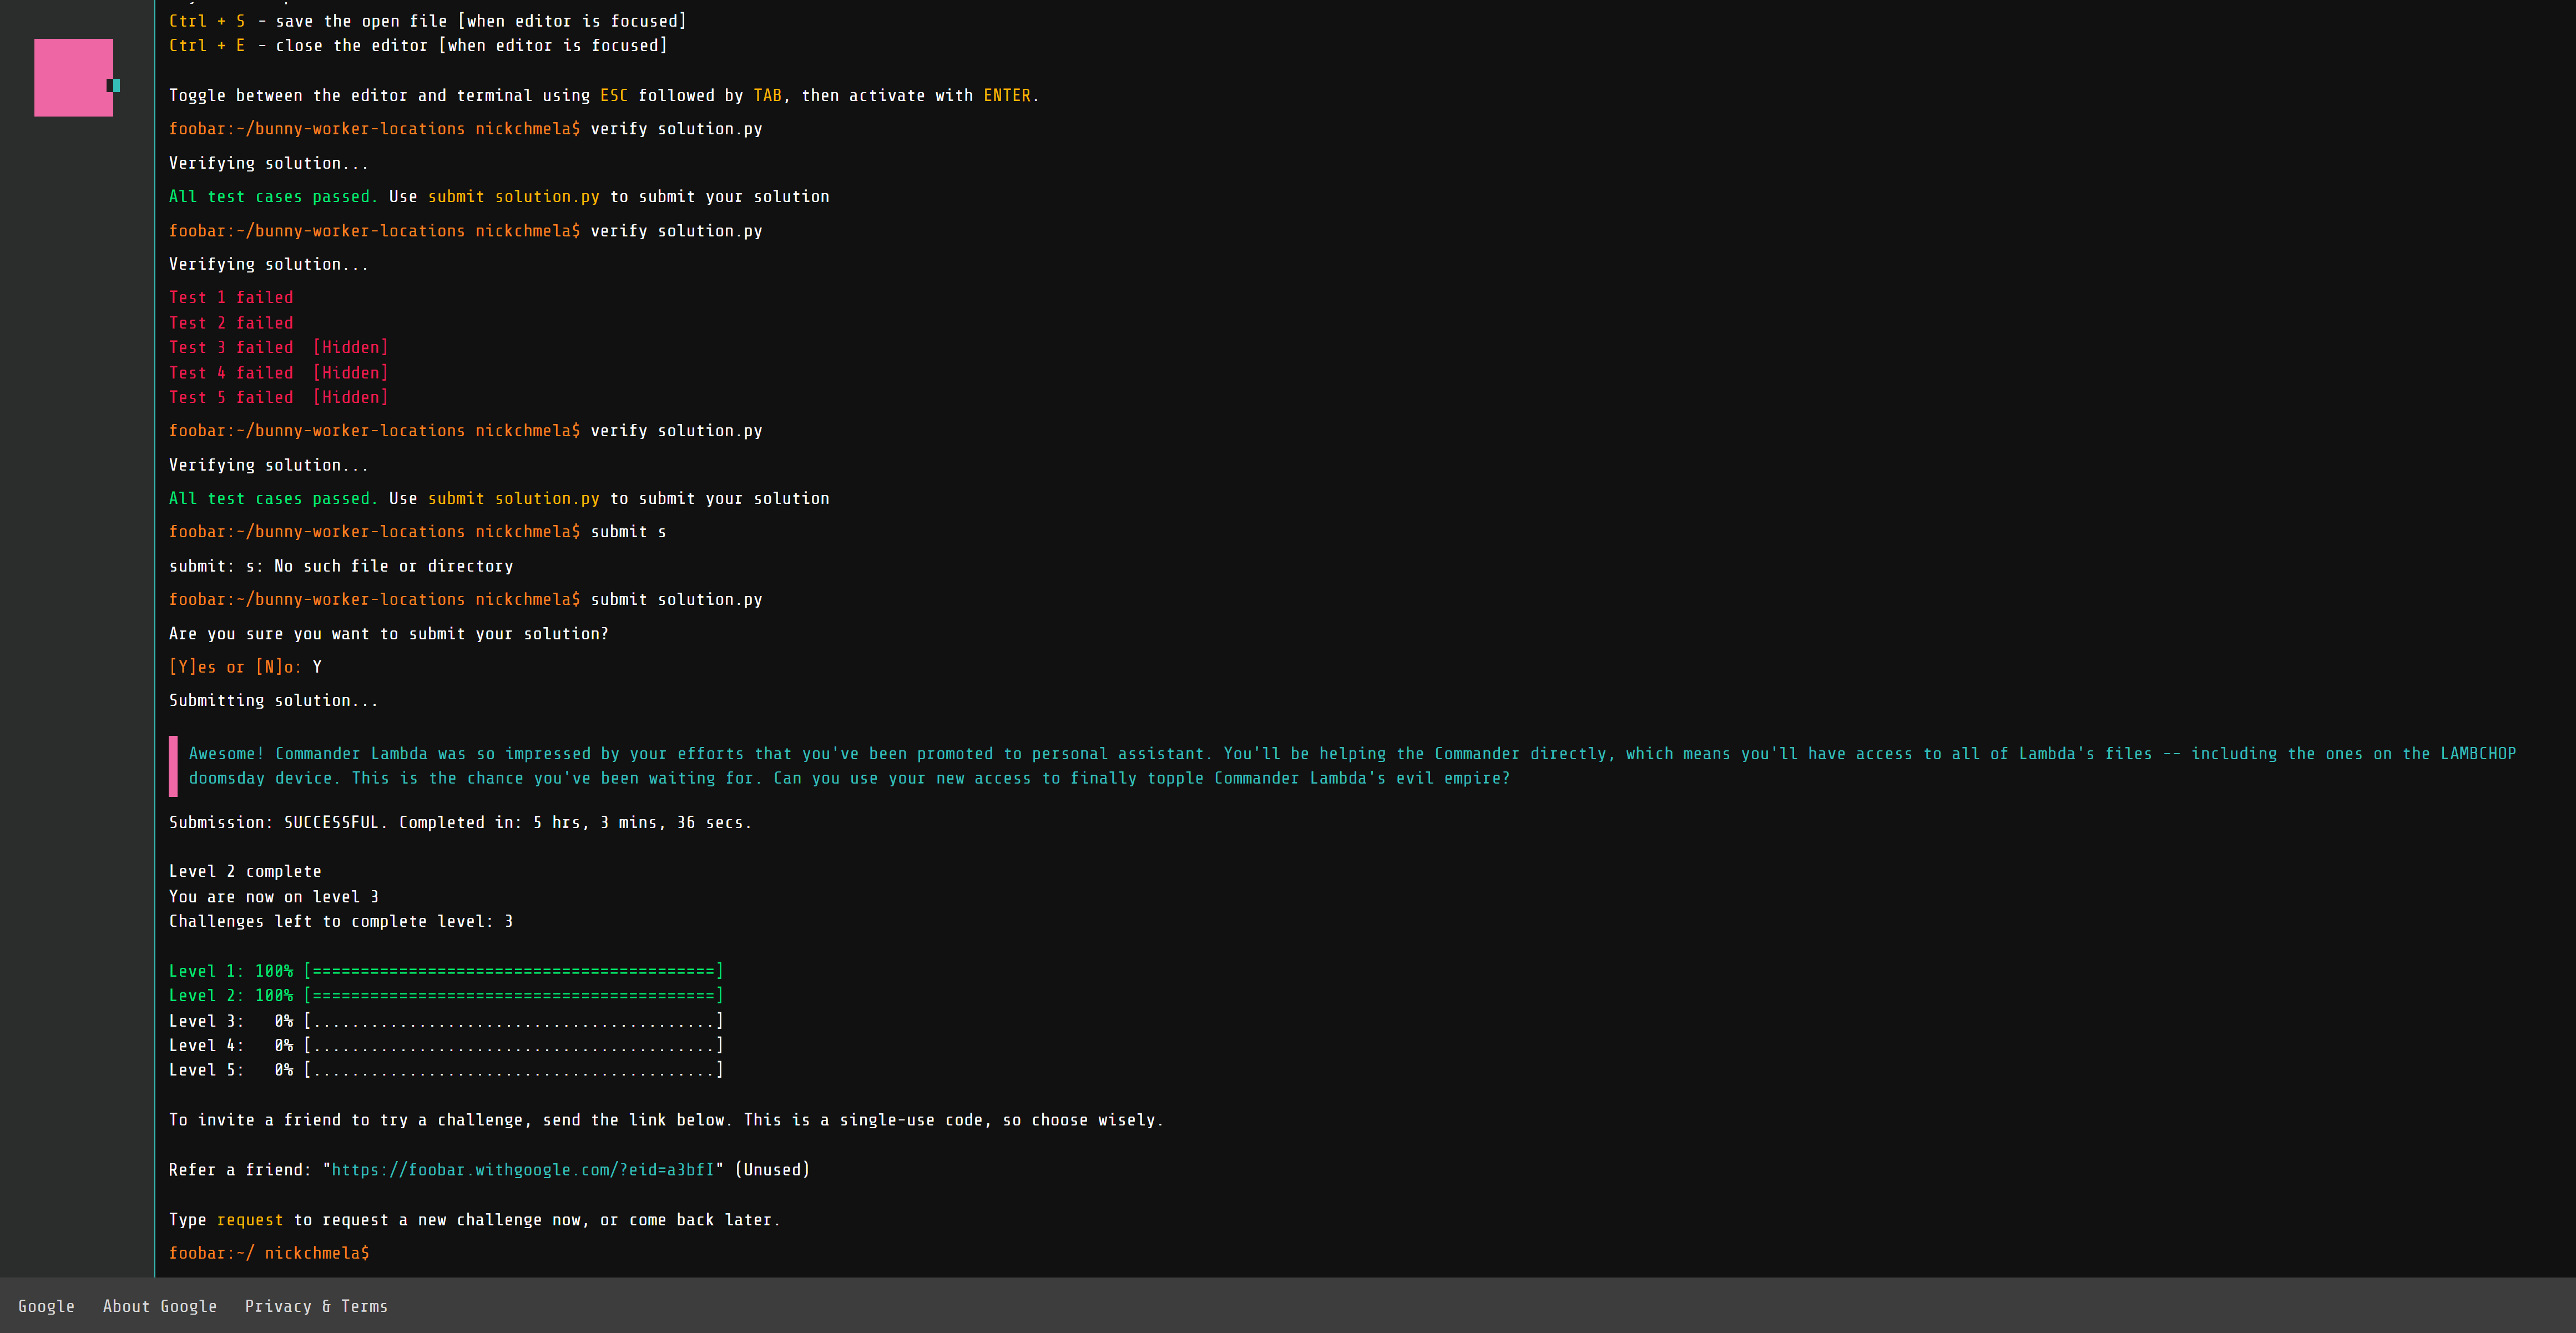 Ctrl + S - save the open file [when editor is focused]
Ctrl + E - close the editor [when editor is focused]
Toggle between the editor and terminal using ESC followed by TAB, then activate with ENTER.
foobar:~/bunny-worker-locations nickchmela$ verify solution.py
Verifying solution...
All test cases passed. Use submit solution.py to submit your solution
foobar:~/bunny-worker-locations nickchmela$ verify solution.py
Verifying solution...
Test 1 failed
Test 2 failed
Test 3 failed  [Hidden]
Test 4 failed  [Hidden]
Test 5 failed  [Hidden]
foobar:~/bunny-worker-locations nickchmela$ verify solution.py
Verifying solution...
All test cases passed. Use submit solution.py to submit your solution
foobar:~/bunny-worker-locations nickchmela$ submit s
submit: s: No such file or directory
foobar:~/bunny-worker-locations nickchmela$ submit solution.py
Are you sure you want to submit your solution?
[Y]es or [N]o: Y
Submitting solution...
Awesome! Commander Lambda was so impressed by your efforts that you've been promoted to personal assistant. You'll be helping the Commander directly, which means you'll have access to all of Lambda's files -- including the ones on the LAMBCHOP
doomsday device. This is the chance you've been waiting for. Can you use your new access to finally topple Commander Lambda's evil empire?
Submission: SUCCESSFUL. Completed in: 5 hrs, 3 mins, 36 secs.
Level 2 complete
You are now on level 3
Challenges left to complete level: 3
Level 1: 100% [==========================================]
Level 2: 100% [==========================================]
Level 3:   0% [..........................................]
Level 4:   0% [..........................................]
Level 5:   0% [..........................................]
To invite a friend to try a challenge, send the link below. This is a single-use code, so choose wisely.
Refer a friend: "https://foobar.withgoogle.com/?eid=a3bfI" (Unused)
Type request to request a new challenge now, or come back later.
foobar:~/ nickchmela$
Google   About Google   Privacy & Terms